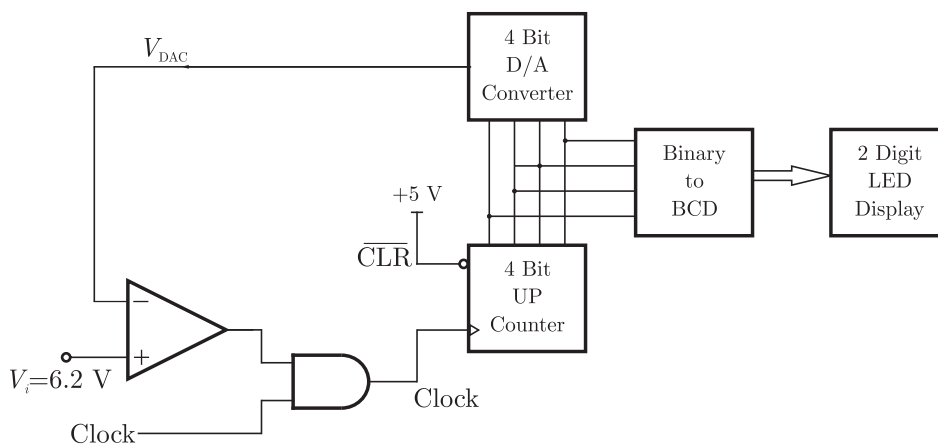 4 Bit
D/A
Converter
V_DAC
Binary
to
BCD
2 Digit
LED
Display
+5 V
C̅L̅R̅
4 Bit
UP
Counter
−
+
V_i=6.2 V
Clock
Clock